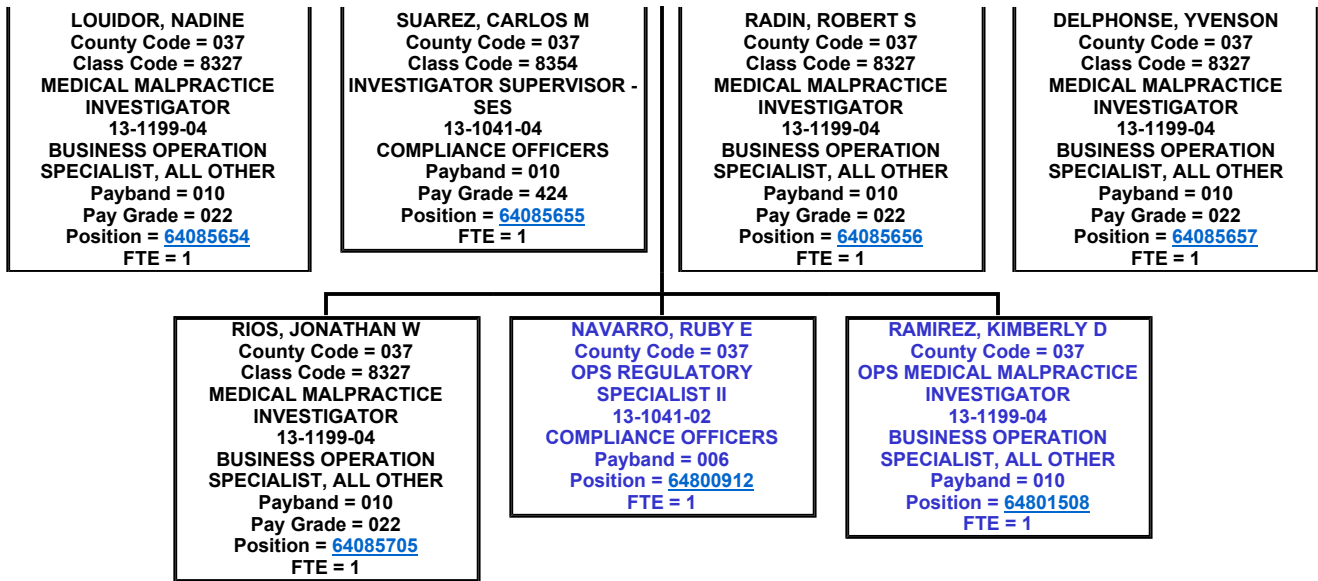 LOUIDOR, NADINE
County Code = 037
Class Code = 8327
MEDICAL MALPRACTICE
INVESTIGATOR
13-1199-04
BUSINESS OPERATION
SPECIALIST, ALL OTHER
Payband = 010
Pay Grade = 022
Position = 64085654
FTE = 1
SUAREZ, CARLOS M
County Code = 037
Class Code = 8354
INVESTIGATOR SUPERVISOR -
SES
13-1041-04
COMPLIANCE OFFICERS
Payband = 010
Pay Grade = 424
Position = 64085655
FTE = 1
RADIN, ROBERT S
County Code = 037
Class Code = 8327
MEDICAL MALPRACTICE
INVESTIGATOR
13-1199-04
BUSINESS OPERATION
SPECIALIST, ALL OTHER
Payband = 010
Pay Grade = 022
Position = 64085656
FTE = 1
DELPHONSE, YVENSON
County Code = 037
Class Code = 8327
MEDICAL MALPRACTICE
INVESTIGATOR
13-1199-04
BUSINESS OPERATION
SPECIALIST, ALL OTHER
Payband = 010
Pay Grade = 022
Position = 64085657
FTE = 1
RIOS, JONATHAN W
County Code = 037
Class Code = 8327
MEDICAL MALPRACTICE
INVESTIGATOR
13-1199-04
BUSINESS OPERATION
SPECIALIST, ALL OTHER
Payband = 010
Pay Grade = 022
Position = 64085705
FTE = 1
NAVARRO, RUBY E
County Code = 037
OPS REGULATORY
SPECIALIST II
13-1041-02
COMPLIANCE OFFICERS
Payband = 006
Position = 64800912
FTE = 1
RAMIREZ, KIMBERLY D
County Code = 037
OPS MEDICAL MALPRACTICE
INVESTIGATOR
13-1199-04
BUSINESS OPERATION
SPECIALIST, ALL OTHER
Payband = 010
Position = 64801508
FTE = 1